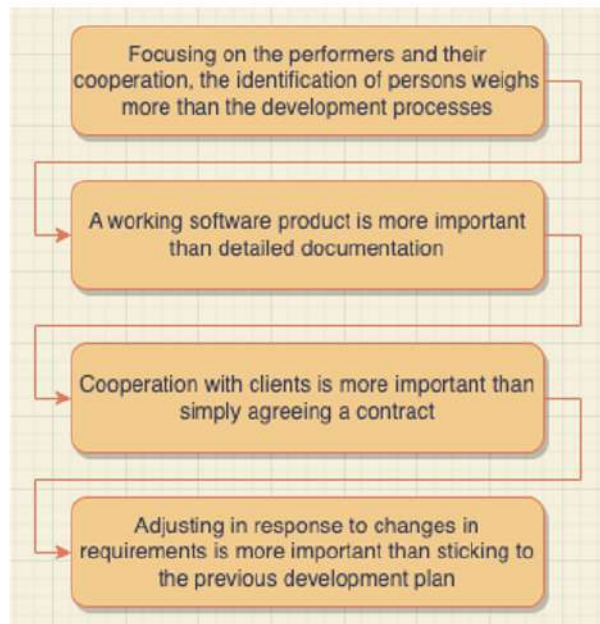 Focusing on the performers and their
cooperation, the identification of persons weighs
more than the development processes
A working software product is more important
than detailed documentation
Cooperation with clients is more important than
simply agreeing a contract
Adjusting in response to changes in
requirements is more important than sticking to
the previous development plan